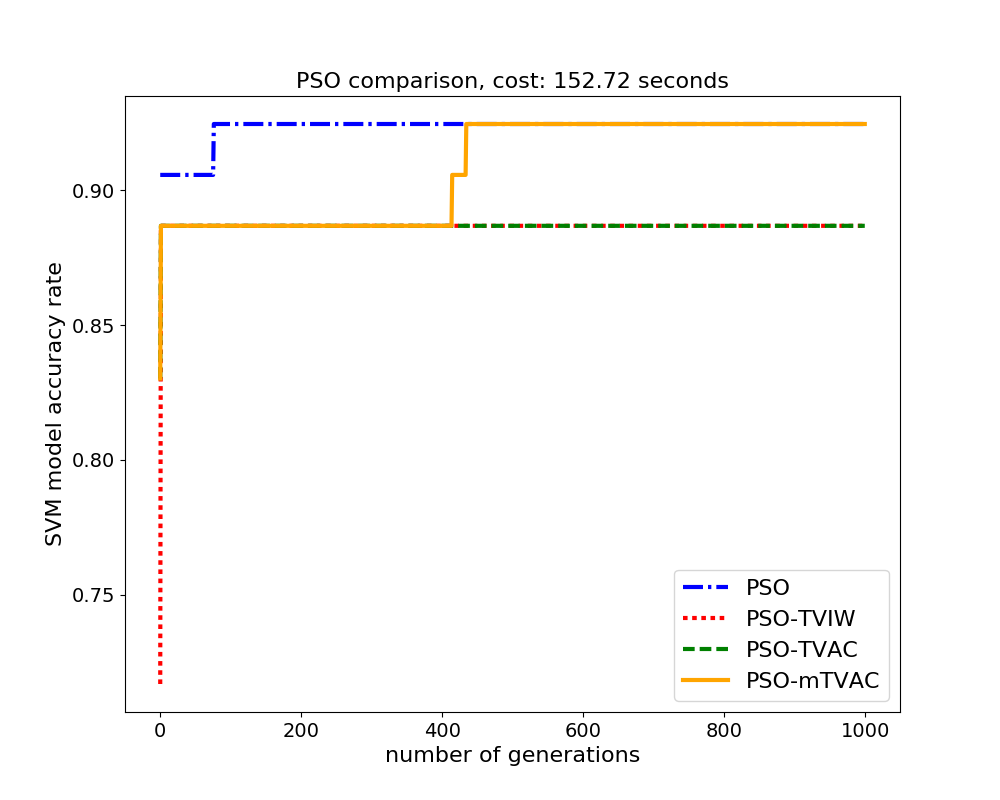 PSO comparison, cost: 152.72 seconds
SVM model accuracy rate
0.90
0.85
0.80
0.75
0
200
400
600
800
1000
number of generations
PSO
PSO-TVIW
PSO-TVAC
PSO-mTVAC